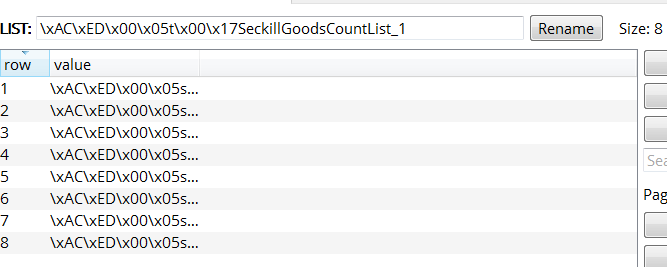 LIST: \xAC\xED\x00\x05t\x00\x17SeckillGoodsCountList_1 Rename Size: 8
row value
1 \xAC\xED\x00\x05s...
2 \xAC\xED\x00\x05s...
3 \xAC\xED\x00\x05s...
4 \xAC\xED\x00\x05s...
5 \xAC\xED\x00\x05s...
6 \xAC\xED\x00\x05s...
7 \xAC\xED\x00\x05s...
8 \xAC\xED\x00\x05s...
Sea
Pag